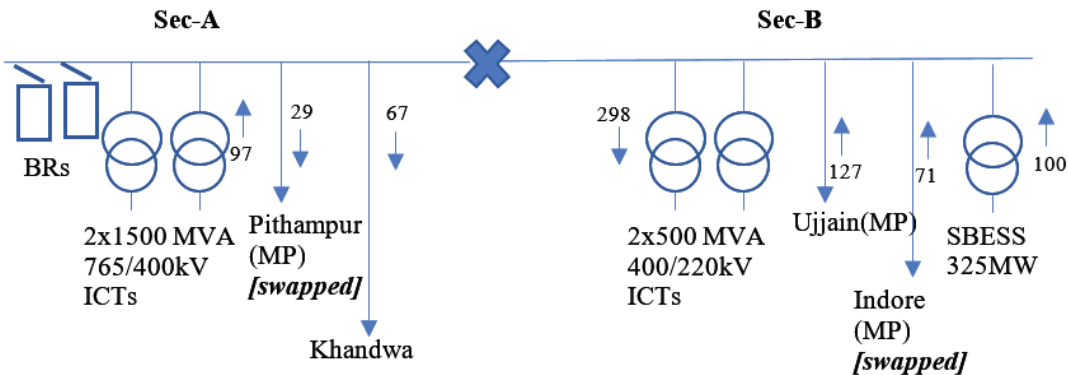 Sec-A
Sec-B
29
67
97
298
127
71
100
BRs
2x1500 MVA
765/400kV
ICTs
Pithampur
(MP)
[swapped]
Khandwa
2x500 MVA
400/220kV
ICTs
Ujjain(MP)
Indore
(MP)
[swapped]
SBESS
325MW